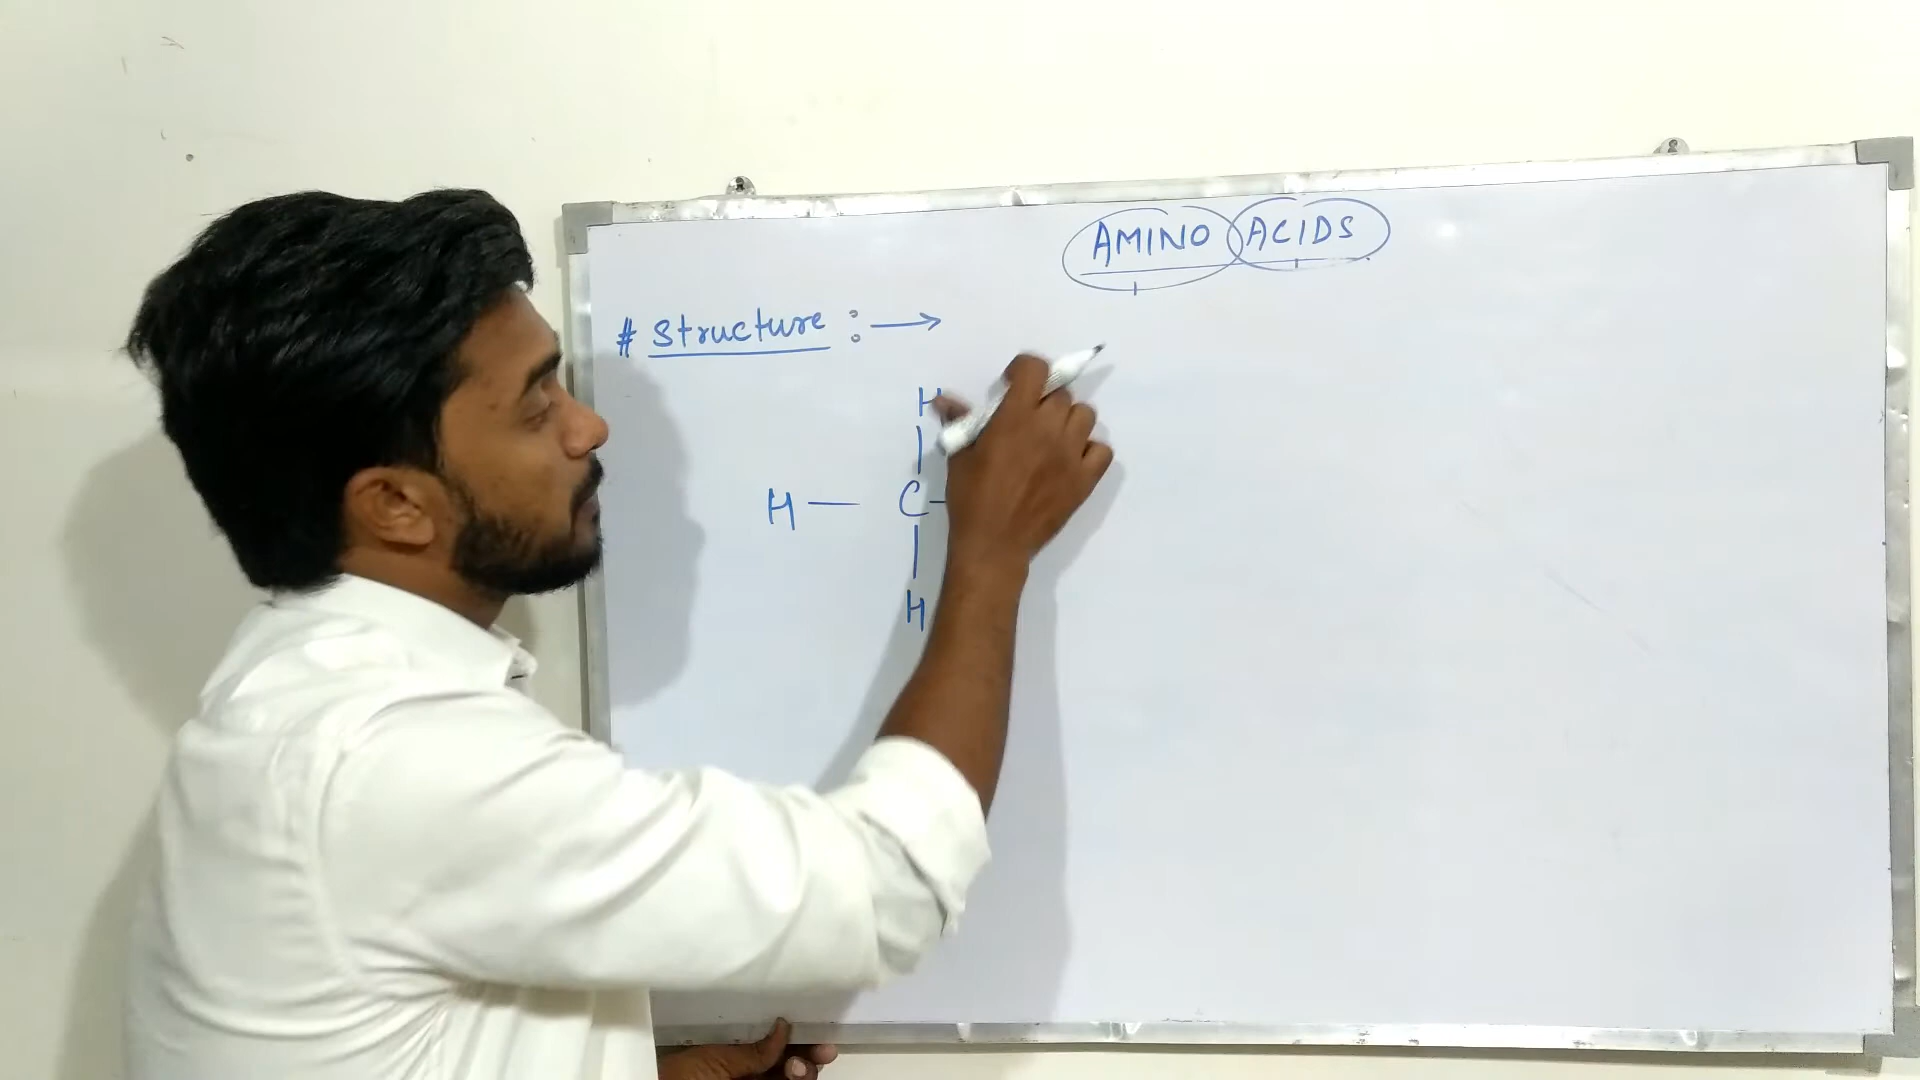 AMINO ACIDS
# Structure : →
H
|
H — C -
|
H